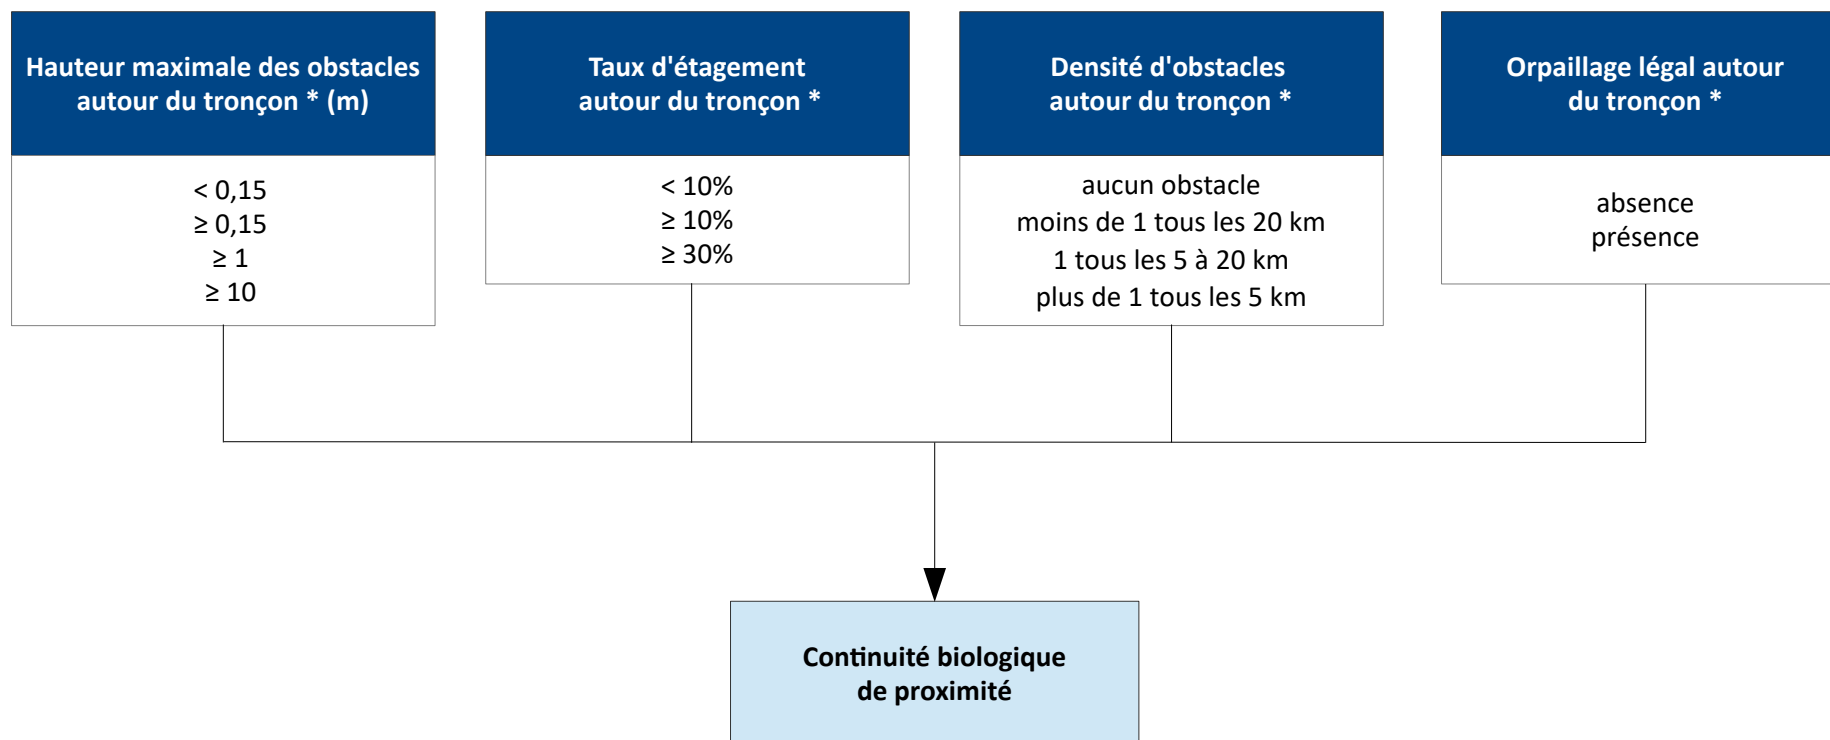 Hauteur maximale des obstacles
autour du tronçon * (m)
< 0,15
≥ 0,15
≥ 1
≥ 10
Taux d'étagement
autour du tronçon *
< 10%
≥ 10%
≥ 30%
Densité d'obstacles
autour du tronçon *
aucun obstacle
moins de 1 tous les 20 km
1 tous les 5 à 20 km
plus de 1 tous les 5 km
Orpaillage légal autour
du tronçon *
absence
présence
Continuité biologique
de proximité